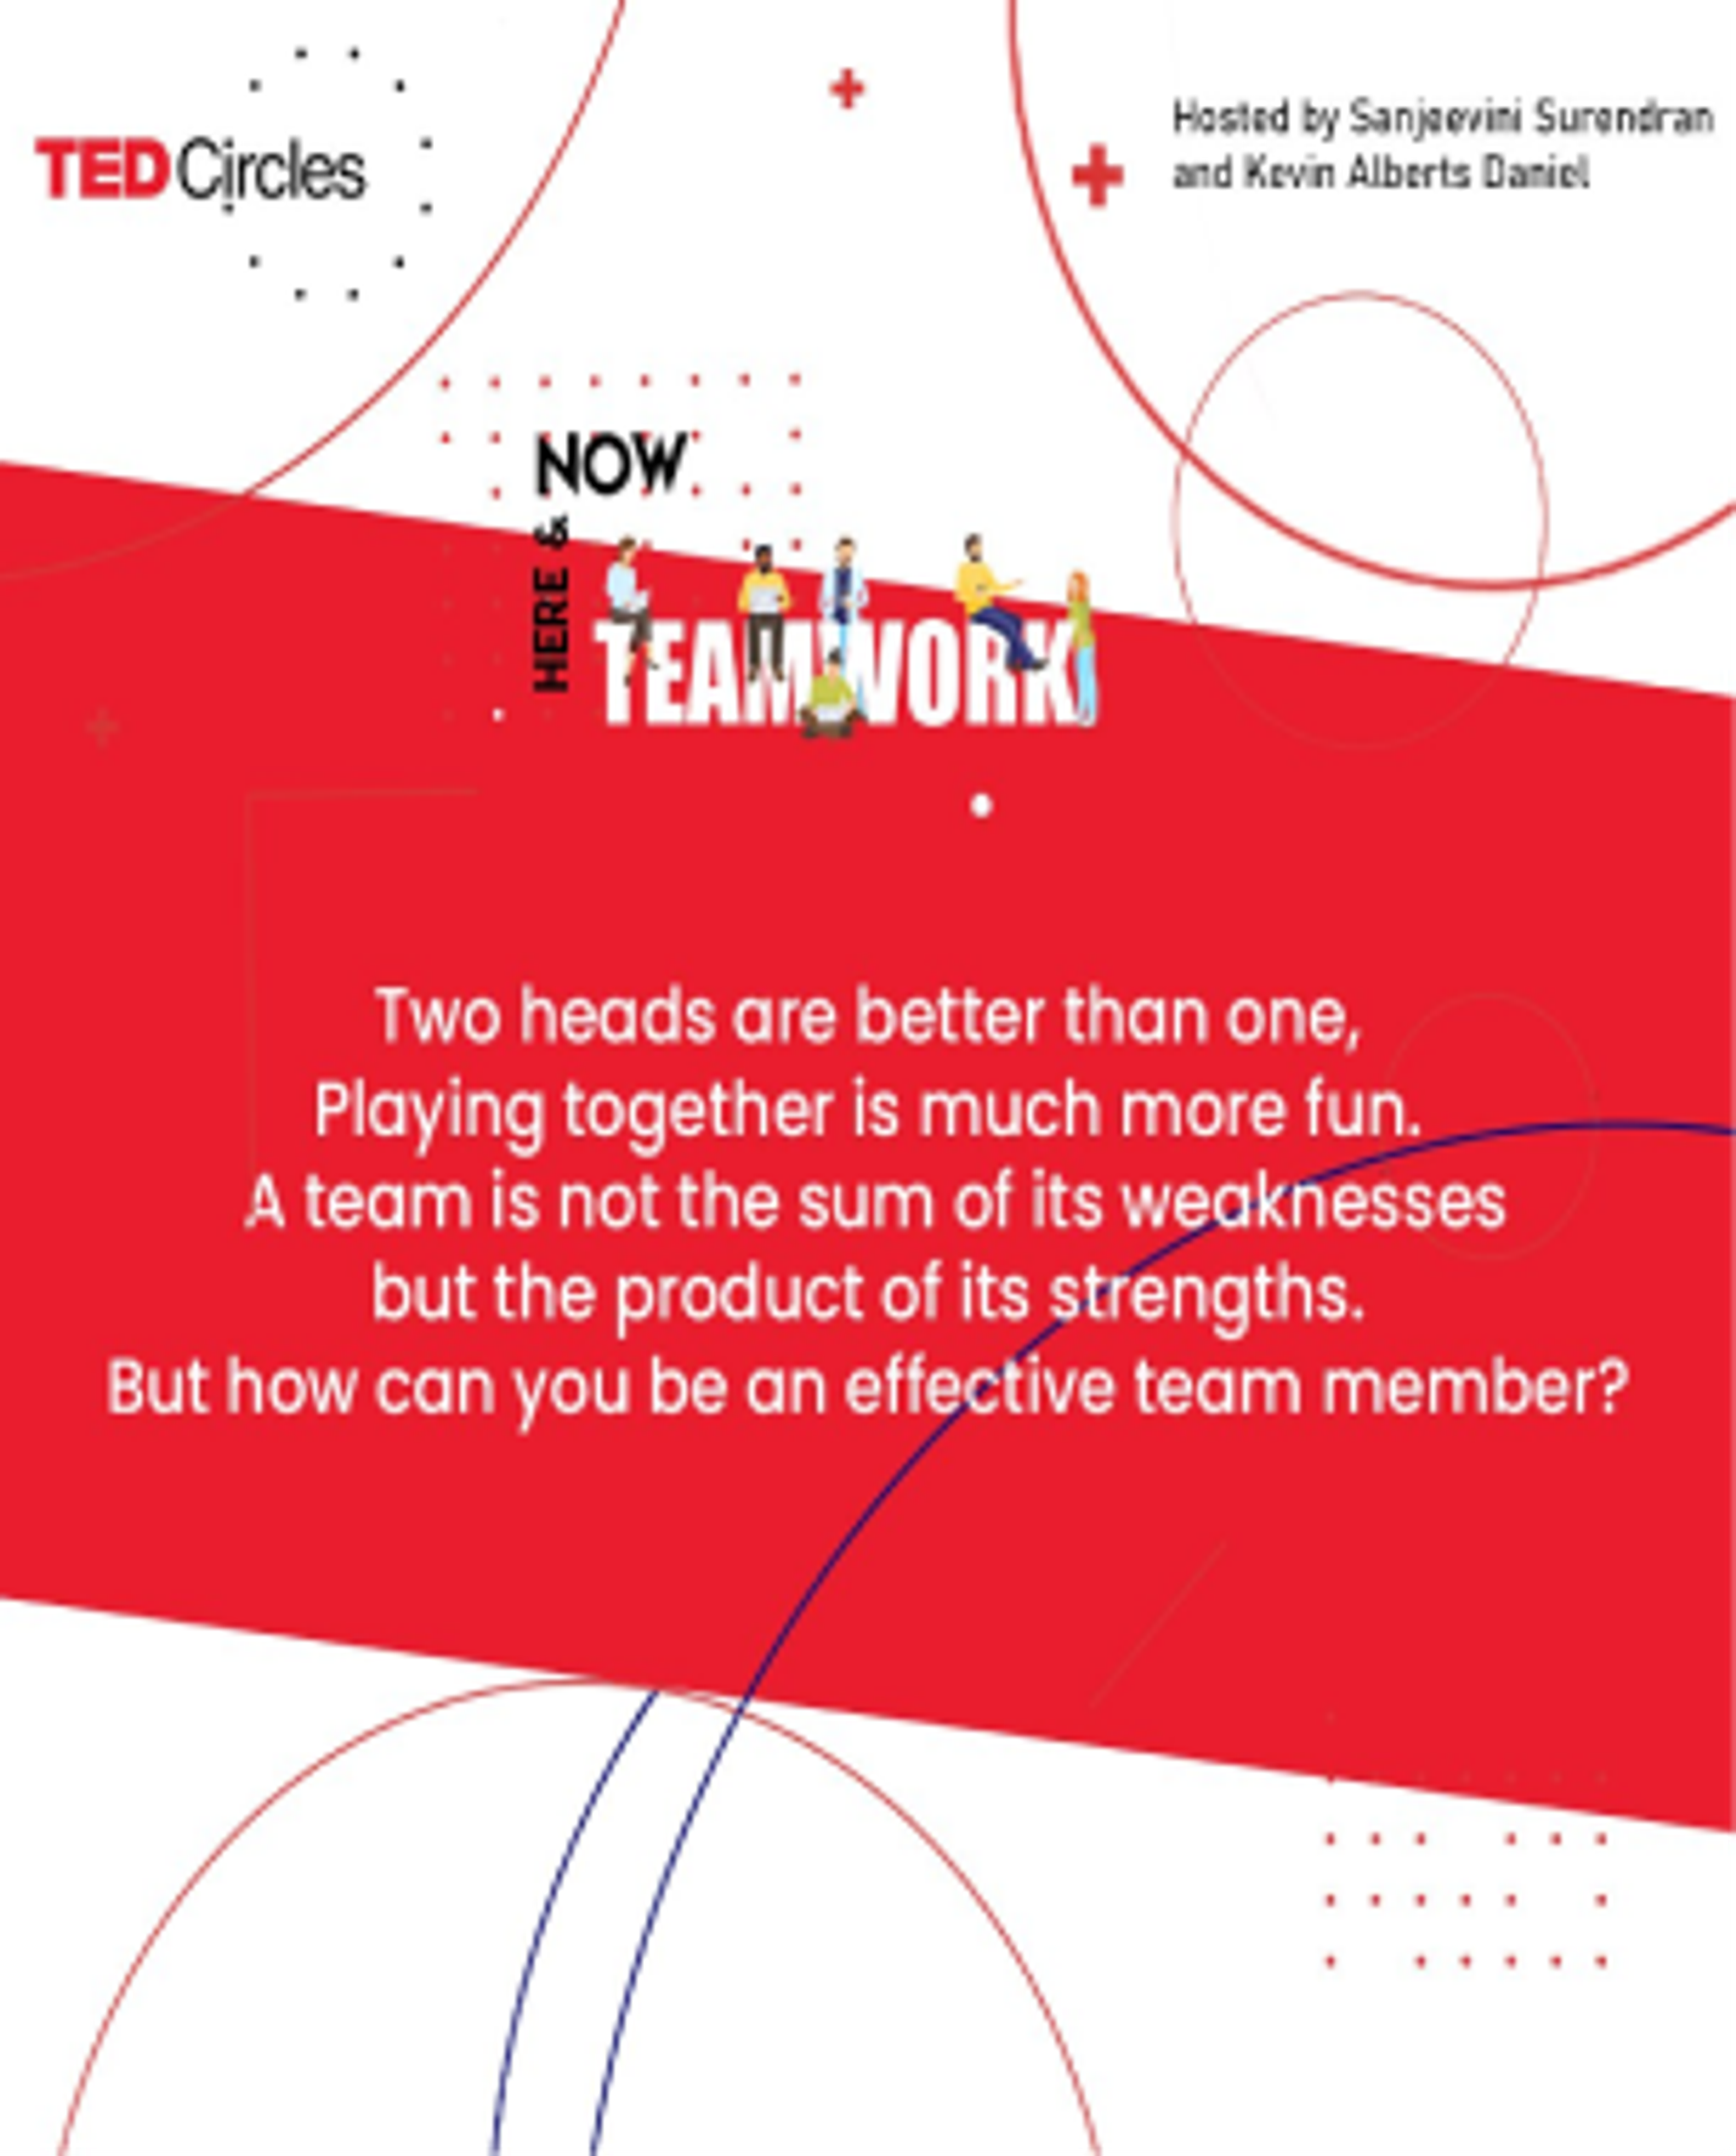 TEDCircles
Hosted by Sanjeevini Surendran
and Kevin Alberts Daniel
HERE & NOW
TEAMWORK
Two heads are better than one,
Playing together is much more fun.
A team is not the sum of its weaknesses
but the product of its strengths.
But how can you be an effective team member?